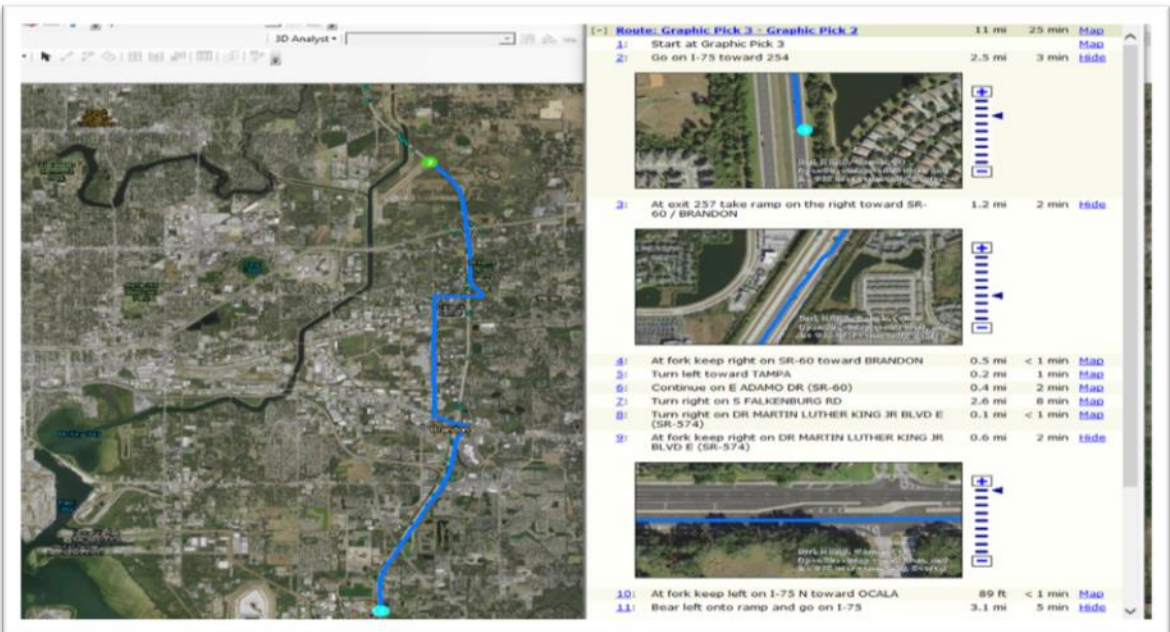 3D Analyst
[-] Route: Graphic Pick 3 - Graphic Pick 2 11 mi 25 min Map
1: Start at Graphic Pick 3 Map
2: Go on I-75 toward 254 2.5 mi 3 min Hide
3: At exit 257 take ramp on the right toward SR-
60 / BRANDON 1.2 mi 2 min Hide
4: At fork keep right on SR-60 toward BRANDON 0.5 mi < 1 min Map
5: Turn left toward TAMPA 0.2 mi 1 min Map
6: Continue on E ADAMO DR (SR-60) 0.4 mi 2 min Map
7: Turn right on S FALKENBURG RD 2.6 mi 8 min Map
8: Turn right on DR MARTIN LUTHER KING JR BLVD E
(SR-574) 0.1 mi < 1 min Map
9: At fork keep right on DR MARTIN LUTHER KING JR
BLVD E (SR-574) 0.6 mi 2 min Hide
10: At fork keep left on I-75 N toward OCALA 89 ft < 1 min Map
11: Bear left onto ramp and go on I-75 3.1 mi 5 min Hide
Brandon